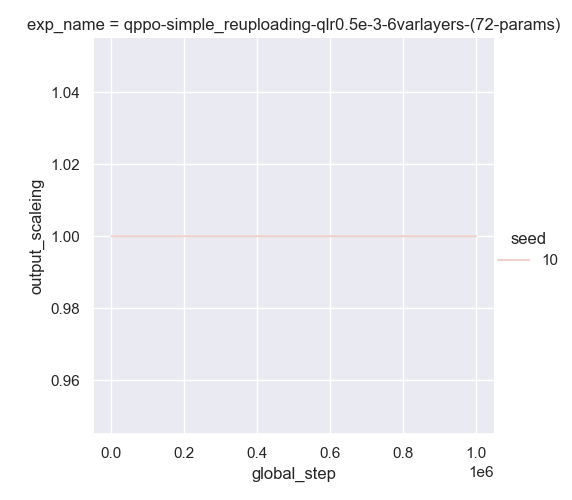 exp_name = qppo-simple_reuploading-qlr0.5e-3-6varlayers-(72-params)
1.04
1.02
1.00
0.98
0.96
output_scaleing
seed
10
0.0 0.2 0.4 0.6 0.8 1.0
1e6
global_step